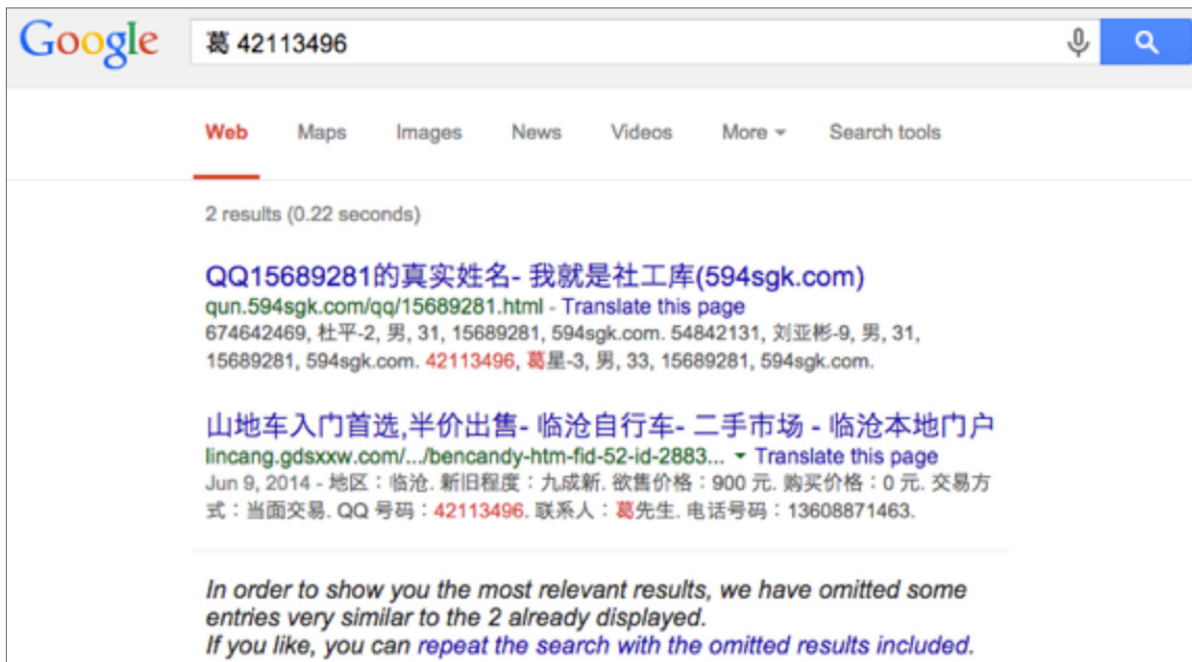 Google 葛 42113496
Web Maps Images News Videos More Search tools
2 results (0.22 seconds)
QQ15689281的真实姓名- 我就是社工库(594sgk.com)
qun.594sgk.com/qq/15689281.html - Translate this page
674642469, 杜平-2, 男, 31, 15689281, 594sgk.com. 54842131, 刘亚彬-9, 男, 31,
15689281, 594sgk.com. 42113496, 葛星-3, 男, 33, 15689281, 594sgk.com.
山地车入门首选,半价出售- 临沧自行车- 二手市场 - 临沧本地门户
lincang.gdsxxw.com/.../bencandy-htm-fid-52-id-2883... Translate this page
Jun 9, 2014 - 地区：临沧. 新旧程度：九成新. 欲售价格：900 元. 购买价格：0 元. 交易方
式：当面交易. QQ 号码：42113496. 联系人：葛先生. 电话号码：13608871463.
In order to show you the most relevant results, we have omitted some
entries very similar to the 2 already displayed.
If you like, you can repeat the search with the omitted results included.